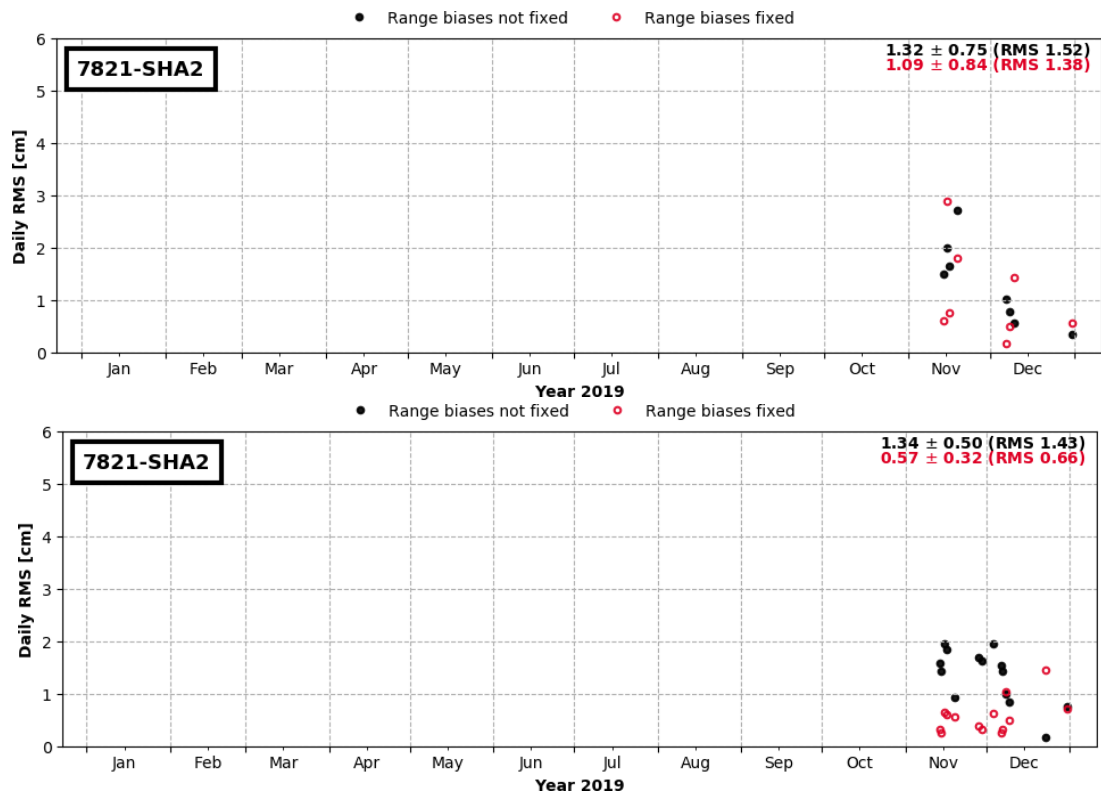 Range biases not fixed Range biases fixed
7821-SHA2
1.32 ± 0.75 (RMS 1.52)
1.09 ± 0.84 (RMS 1.38)
Daily RMS [cm]
6
5
4
3
2
1
0
Jan Feb Mar Apr May Jun Jul Aug Sep Oct Nov Dec
Year 2019
Range biases not fixed Range biases fixed
7821-SHA2
1.34 ± 0.50 (RMS 1.43)
0.57 ± 0.32 (RMS 0.66)
Daily RMS [cm]
6
5
4
3
2
1
0
Jan Feb Mar Apr May Jun Jul Aug Sep Oct Nov Dec
Year 2019